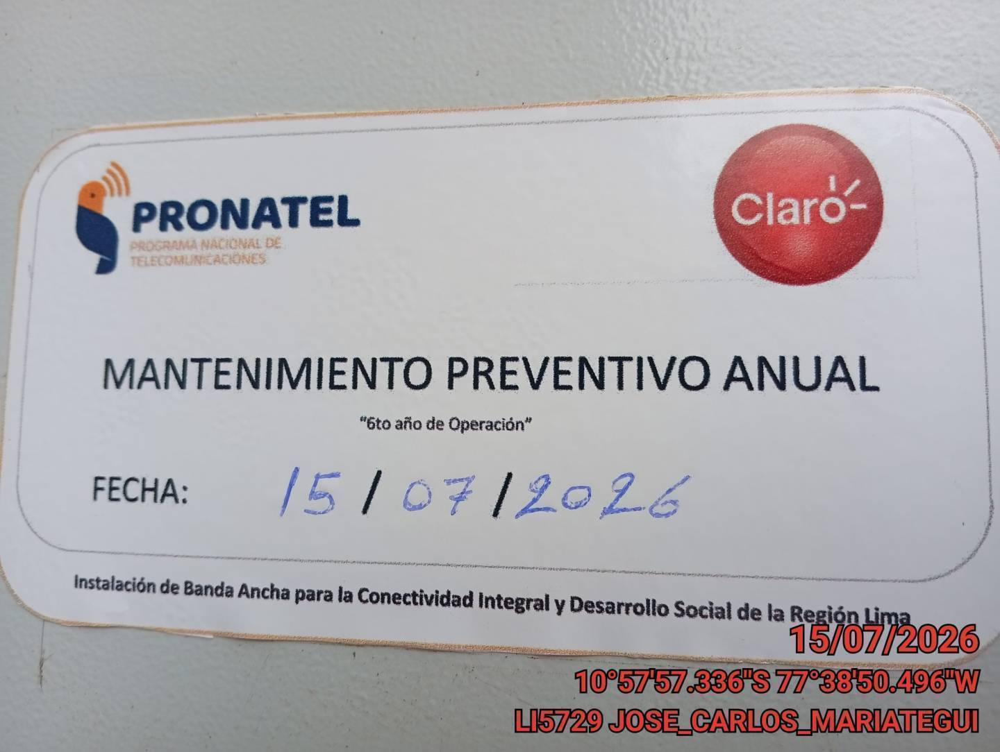 PRONATEL
PROGRAMA NACIONAL DE
TELECOMUNICACIONES
Claro
MANTENIMIENTO PREVENTIVO ANUAL
"6to año de Operación"
FECHA: 15 / 07 / 2026
Instalación de Banda Ancha para la Conectividad Integral y Desarrollo Social de la Región Lima
15/07/2026
10°57'57.336"S 77°38'50.496"W
LI5729 JOSE_CARLOS_MARIATEGUI